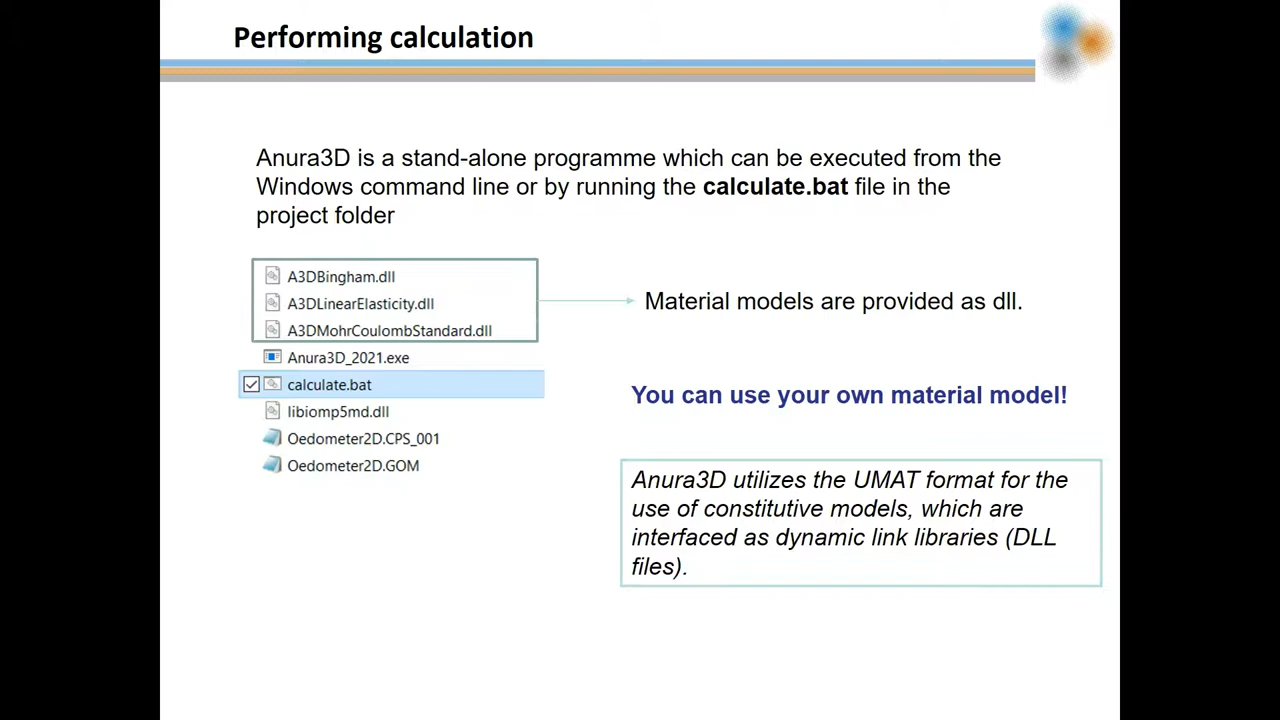 Performing calculation
Anura3D is a stand-alone programme which can be executed from the
Windows command line or by running the calculate.bat file in the
project folder
A3DBingham.dll
A3DLinearElasticity.dll
A3DMohrCoulombStandard.dll
Anura3D_2021.exe
calculate.bat
libiomp5md.dll
Oedometer2D.CPS_001
Oedometer2D.GOM
Material models are provided as dll.
You can use your own material model!
Anura3D utilizes the UMAT format for the
use of constitutive models, which are
interfaced as dynamic link libraries (DLL
files).